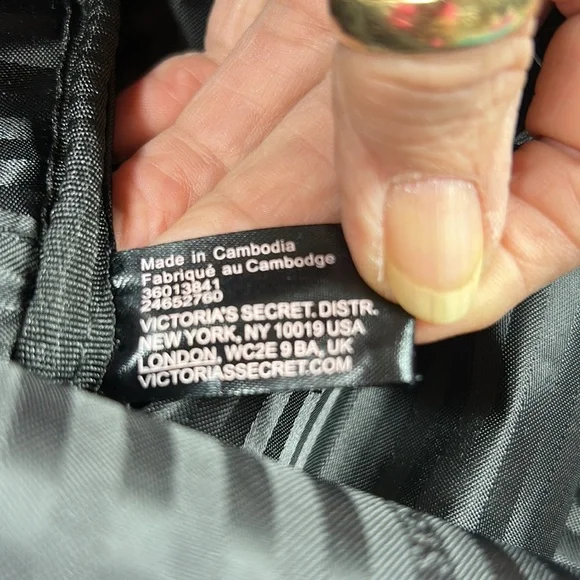 Made in Cambodia
Fabriqué au Cambodge
36013841
24652760
VICTORIA'S SECRET. DISTR.
NEW YORK, NY 10019 USA
LONDON, WC2E 9 BA, UK
VICTORIASSECRET.COM